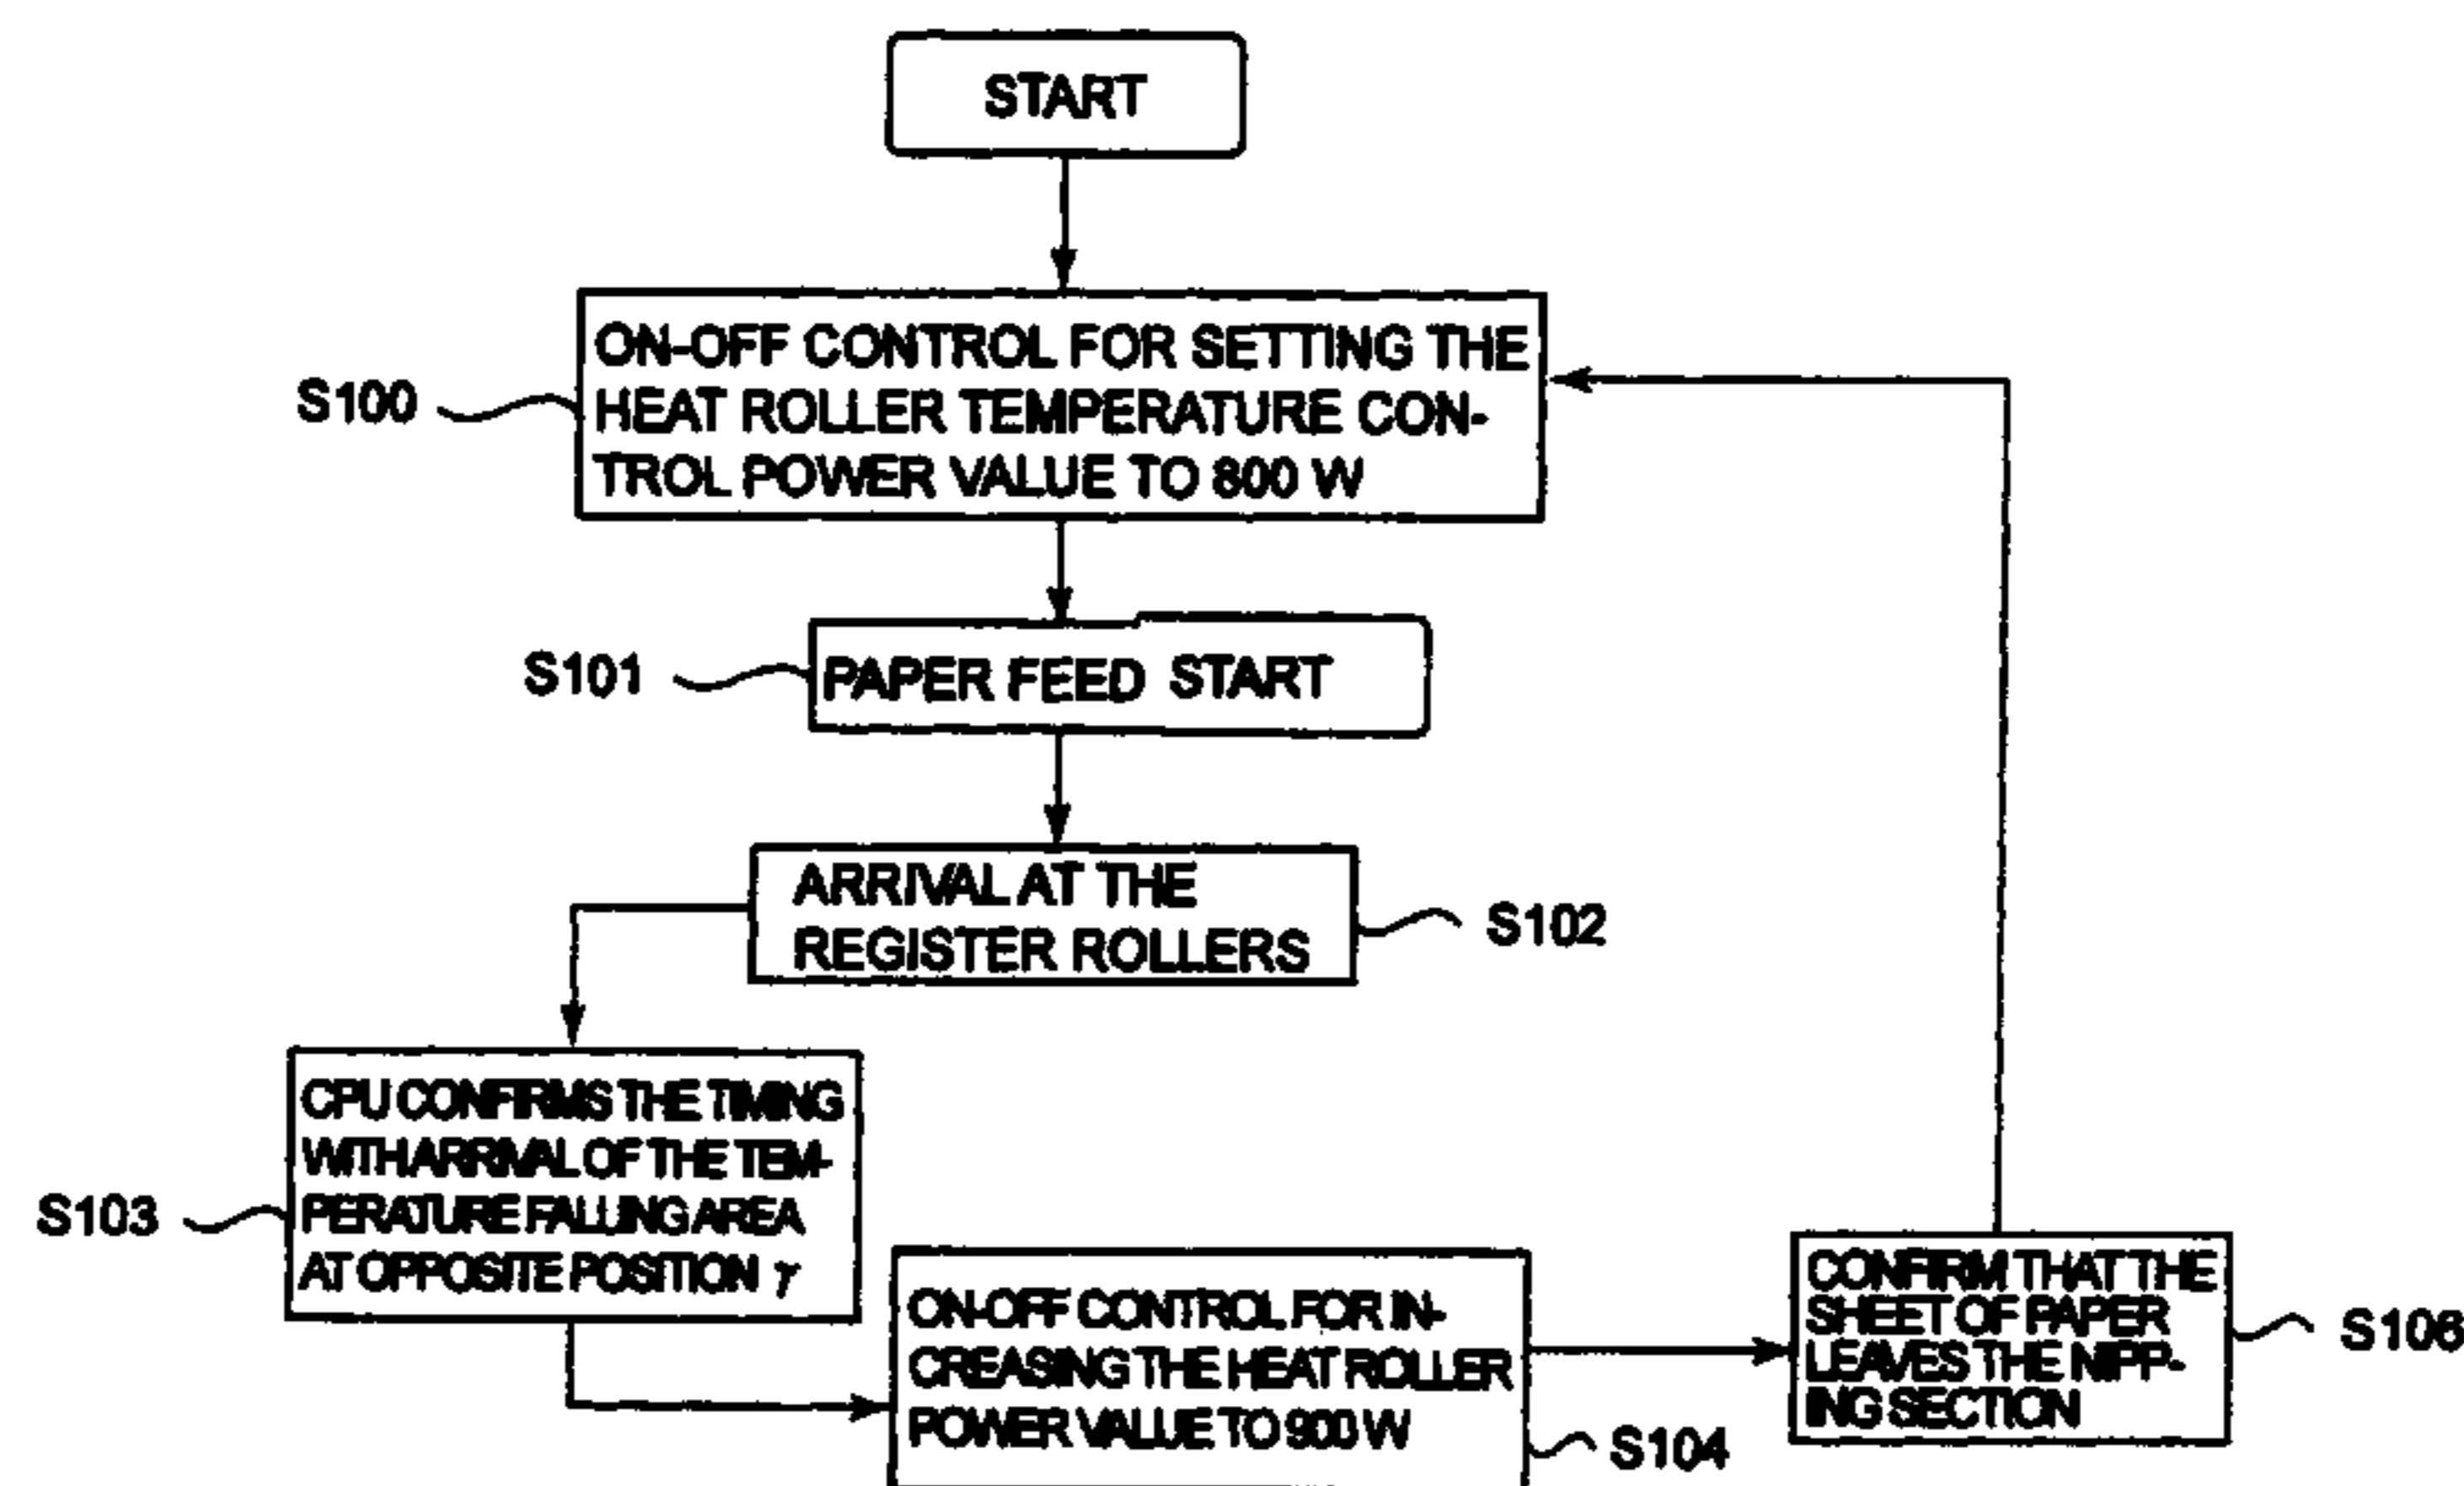 START
S100
ON-OFF CONTROL FOR SETTING THE
HEAT ROLLER TEMPERATURE CON-
TROL POWER VALUE TO 800 W
S101
PAPER FEED START
ARRIVAL AT THE
REGISTER ROLLERS
S102
S103
CPU CONFIRMS THE TIMING
WITH ARRIVAL OF THE TEM-
PERATURE FALLING AREA
AT OPPOSITE POSITION γ
ON-OFF CONTROL FOR IN-
CREASING THE HEAT ROLLER
POWER VALUE TO 900 W
S104
CONFIRM THAT THE
SHEET OF PAPER
LEAVES THE NIPP-
ING SECTION
S106